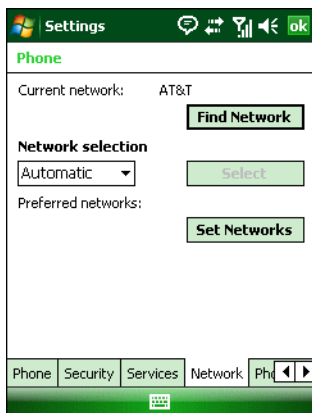 Settings ok
Phone
Current network: AT&T
Find Network
Network selection
Automatic Select
Preferred networks:
Set Networks
Phone Security Services Network